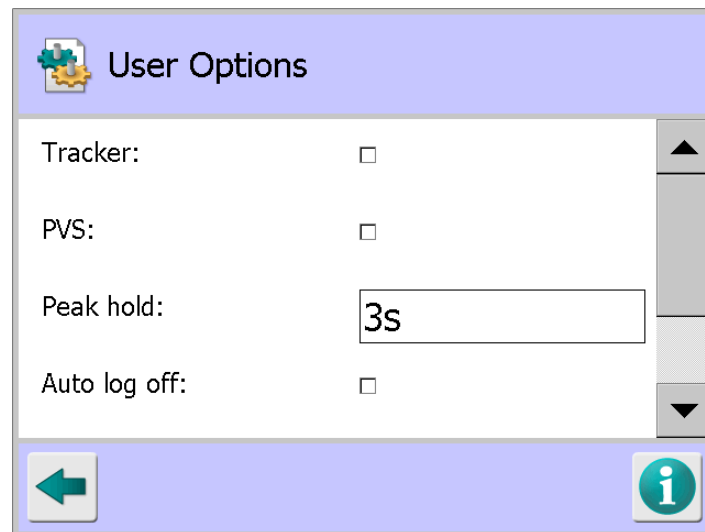 User Options
Tracker:
PVS:
Peak hold:
3s
Auto log off:
i